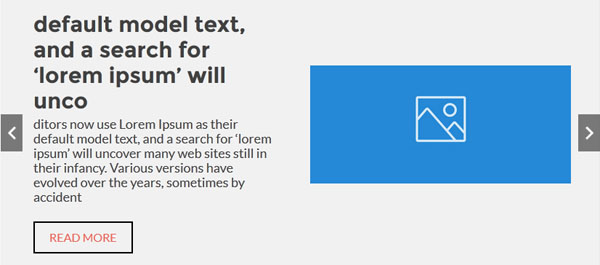 default model text,
and a search for
‘lorem ipsum’ will
unco
ditors now use Lorem Ipsum as their
default model text, and a search for ‘lorem
ipsum’ will uncover many web sites still in
their infancy. Various versions have
evolved over the years, sometimes by
accident
READ MORE